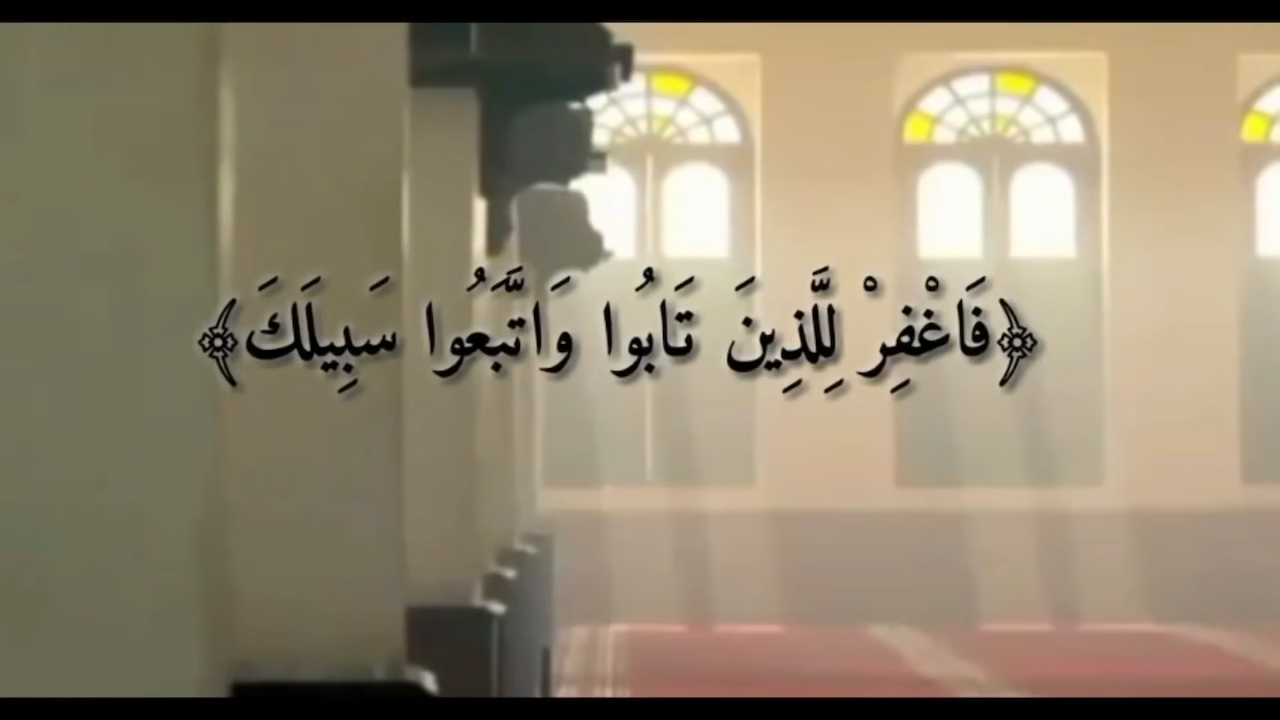 ﴿فَاغْفِرْ لِلَّذِينَ تَابُوا وَاتَّبَعُوا سَبِيلَكَ﴾